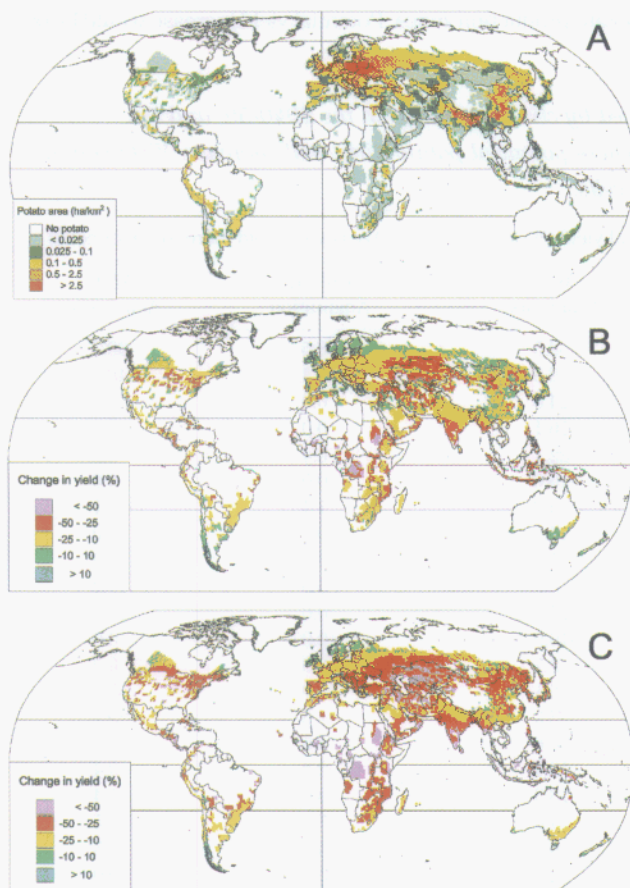 A
Potato area (ha/km²)
No potato
< 0.025
0.025 - 0.1
0.1 - 0.5
0.5 - 2.5
> 2.5
B
Change in yield (%)
< -50
-50 - -25
-25 - -10
-10 - 10
> 10
C
Change in yield (%)
< -50
-50 - -25
-25 - -10
-10 - 10
> 10